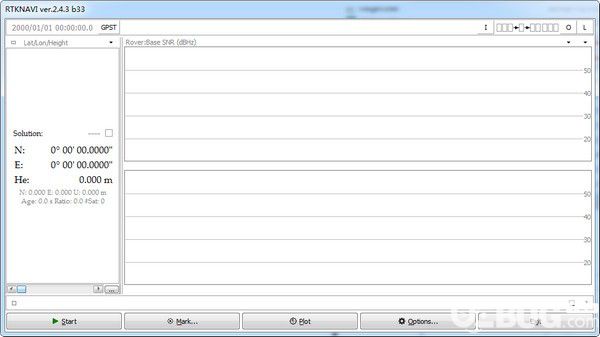 RTKNAVI ver.2.4.3 b33
2000/01/01 00:00:00.0 GPST I O L
Lat/Lon/Height
Rover:Base SNR (dBHz)
50
40
30
20
Solution: ----
N: 0° 00' 00.0000"
E: 0° 00' 00.0000"
He: 0.000 m
N: 0.000 E: 0.000 U: 0.000 m
Age: 0.0 s Ratio: 0.0 #Sat: 0
50
40
30
20
...
Start Mark... Plot Options...